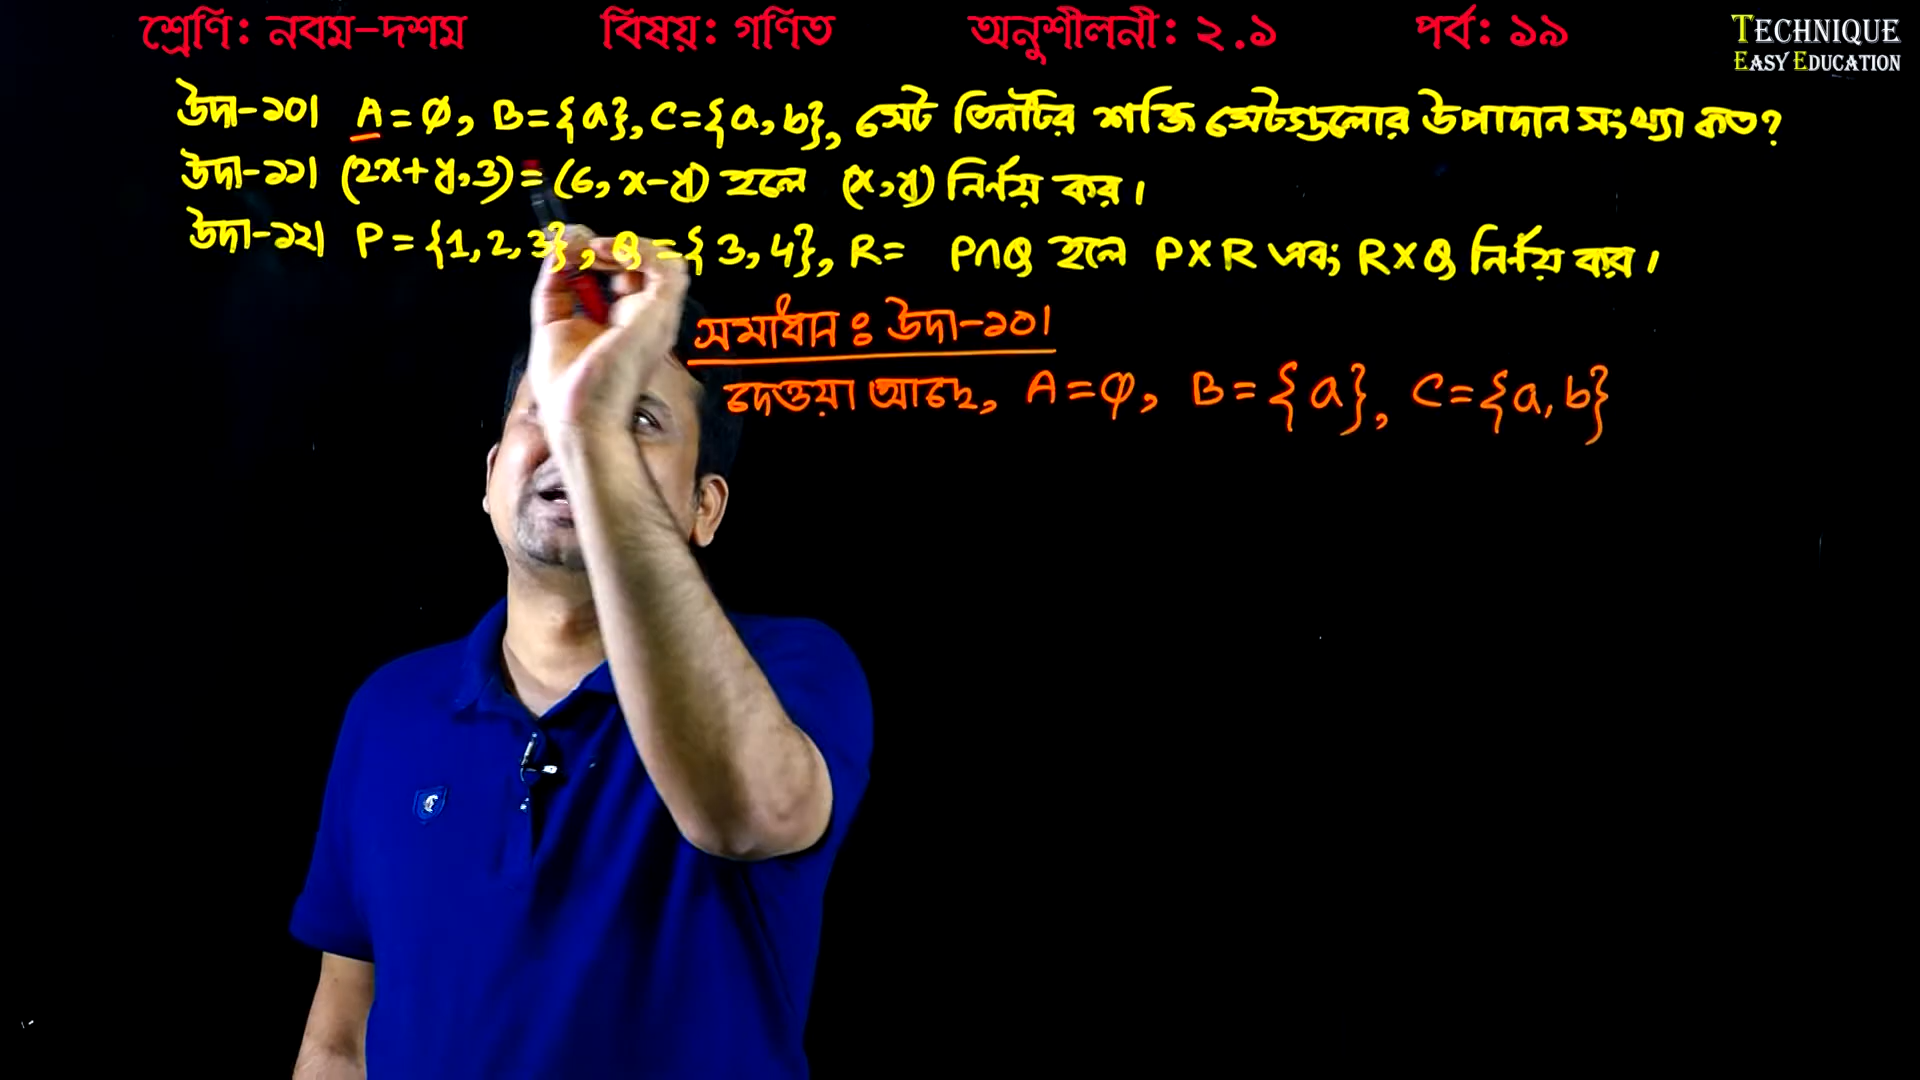 শ্রেণি: নবম-দশম বিষয়: গণিত অনুশীলনী: ২.১ পর্ব: ১৯
TECHNIQUE
EASY EDUCATION
উদা-১০। A=φ, B={a}, C={a, b}, সেট তিনটির শক্তি সেটগুলোর উপাদান সংখ্যা কত?
উদা-১১। (2x+y,3)=(6, x-y) হলে (x,y) নির্ণয় কর।
উদা-১২। P={1,2,3}, Q={3,4}, R= P∩Q হলে P×R এবং R×Q নির্ণয় কর।
সমাধান : উদা-১০।
দেওয়া আছে, A=φ, B={a}, C={a, b}